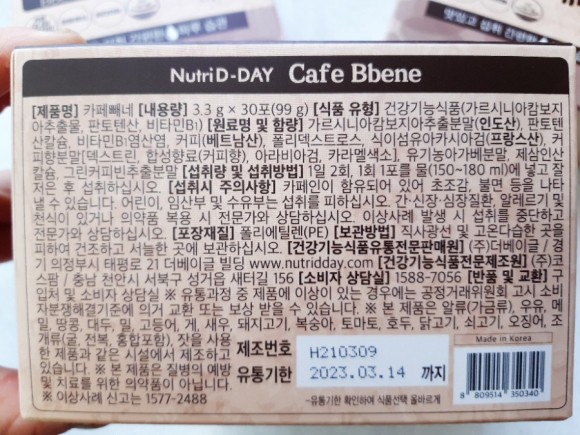 NutriD-DAY Cafe Bbene
[제품명] 카페빼네 [내용량] 3.3 g × 30포(99 g) [식품 유형] 건강기능식품(가르시니아캄보지
아추출물, 판토텐산, 비타민B1) [원료명 및 함량] 가르시니아캄보지아추출분말(인도산), 판토텐산
칼슘, 비타민B1염산염, 커피(베트남산), 폴리덱스트로스, 식이섬유아카시아검(프랑스산), 커
피향분말[덱스트린, 합성향료(커피향), 아라비아검, 카라멜색소], 유기농아가베분말, 제삼인산
칼슘, 그린커피빈추출분말 [섭취량 및 섭취방법] 1일 2회, 1회 1포를 물(150~180 ml)에 넣고 잘
저은 후 섭취하십시오. [섭취시 주의사항] 카페인이 함유되어 있어 초조감, 불면 등을 나타
낼 수 있습니다. 어린이, 임산부 및 수유부는 섭취를 피하십시오. 간·신장·심장질환, 알레르기 및
천식이 있거나 의약품 복용 시 전문가와 상담하십시오. 이상사례 발생 시 섭취를 중단하고
전문가와 상담하십시오. [포장재질] 폴리에틸렌(PE) [보관방법] 직사광선 및 고온다습한 곳을
피하여 건조하고 서늘한 곳에 보관하십시오. [건강기능식품유통전문판매원] (주)더베이글 / 경
기 의정부시 태평로 21 더베이글 빌딩 www.nutridday.com [건강기능식품전문제조원] (주)코
스팜 / 충남 천안시 서북구 성거읍 새터길 156 [소비자 상담실] 1588-7056 [반품 및 교환] 구
입처 및 소비자 상담실 ※ 유통과정 중 제품에 이상이 있는 경우에는 공정거래위원회 고시 소비
자분쟁해결기준에 의거 교환 또는 보상 받을 수 있습니다. ※ 본 제품은 알류(가금류), 우유, 메
밀, 땅콩, 대두, 밀, 고등어, 게, 새우, 돼지고기, 복숭아, 토마토, 호두, 닭고기, 쇠고기, 오징어, 조
개류(굴, 전복, 홍합포함), 잣을 사용
한 제품과 같은 시설에서 제조하고
있습니다. ※ 본 제품은 질병의 예방
및 치료를 위한 의약품이 아닙니다.
※ 이상사례 신고는 1577-2488
제조번호 H210309
유통기한 2023.03.14 까지
~유통기한 확인하여 식품선택 올바르게
Made in Korea
8 809514 350340